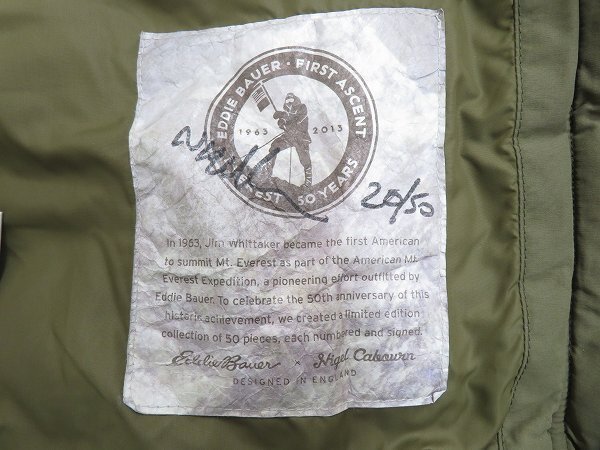 EDDIE BAUER · FIRST ASCENT
1963 2013
EST 50 YEARS
20/50
In 1963, Jim Whittaker became the first American
to summit Mt. Everest as part of the American Mt.
Everest Expedition, a pioneering effort outfitted by
Eddie Bauer. To celebrate the 50th anniversary of this
historic achievement, we created a limited edition
collection of 50 pieces, each numbered and signed.
Eddie Bauer × Nigel Cabourn
DESIGNED IN ENGLAND